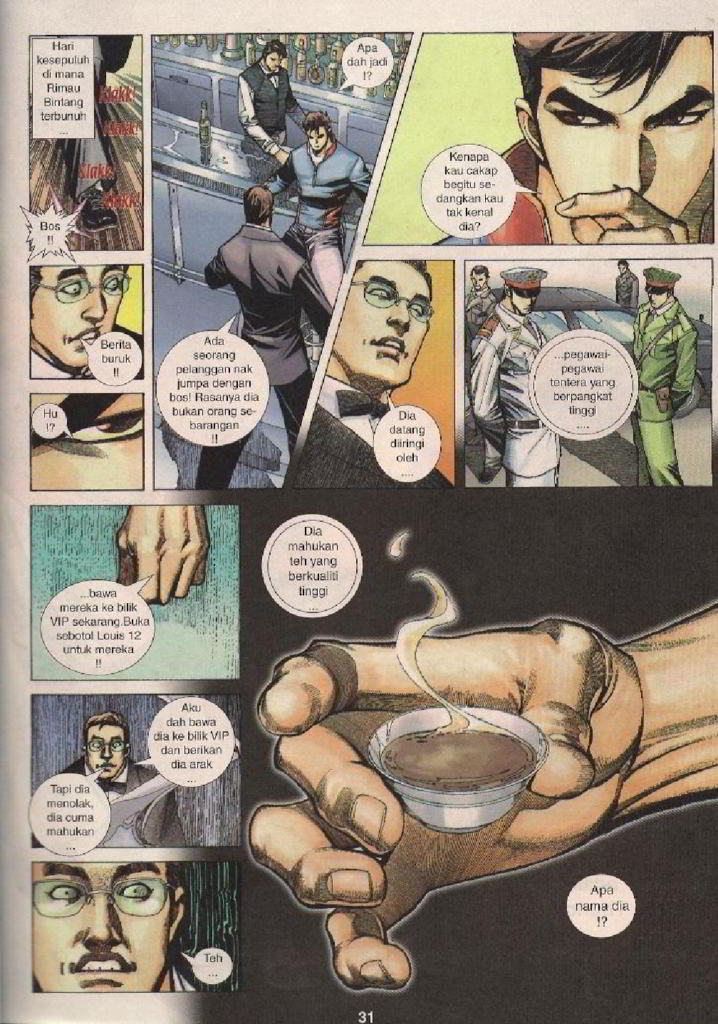 Hari
kesepuluh
di mana
Rimau
Bintang
terbunuh
...
Klakk!
Klakk!
Klakk!
Klakk!
Bos
!!
Berita
buruk
!!
Hu
!?
Apa
dah jadi
!?
Ada
seorang
pelanggan nak
jumpa dengan
bos! Rasanya dia
bukan orang se-
barangan
!!
Kenapa
kau cakap
begitu se-
dangkan kau
tak kenal
dia?
Dia
datang
diiringi
oleh
....
...pegawai-
pegawai
tentera yang
berpangkat
tinggi
....
...bawa
mereka ke bilik
VIP sekarang.Buka
sebotol Louis 12
untuk mereka
!!
Aku
dah bawa
dia ke bilik VIP
dan berikan
dia arak
...
Tapi dia
menolak,
dia cuma
mahukan
...
Teh
...
Dia
mahukan
teh yang
berkualiti
tinggi
...
Apa
nama dia
!?
31